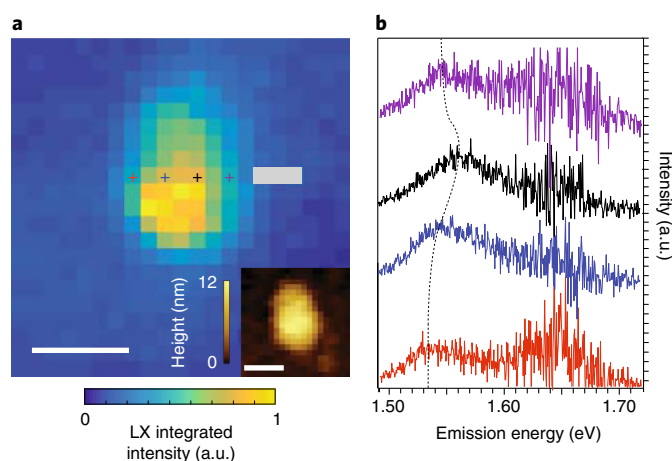 a
12
Height (nm)
0
0
1
LX integrated
intensity (a.u.)
b
Intensity (a.u.)
1.50
1.60
1.70
Emission energy (eV)